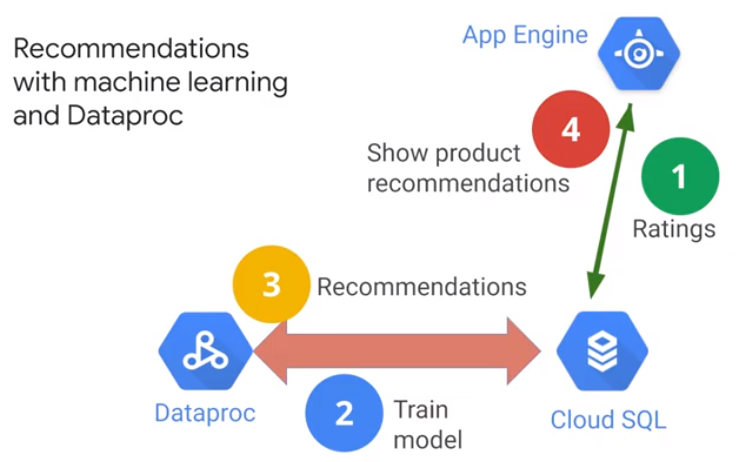 Recommendations
with machine learning
and Dataproc
App Engine
4
Show product
recommendations
1
Ratings
3
Recommendations
Dataproc
2
Train
model
Cloud SQL